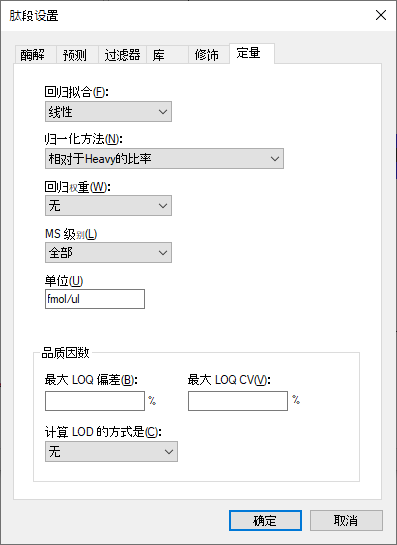 肽段设置
酶解 预测 过滤器 库 修饰 定量
回归拟合(F):
线性
归一化方法(N):
相对于Heavy的比率
回归权重(W):
无
MS 级别(L)
全部
单位(U)
fmol/ul
品质因数
最大 LOQ 偏差(B): 最大 LOQ CV(V):
% %
计算 LOD 的方式是(C):
无
确定 取消